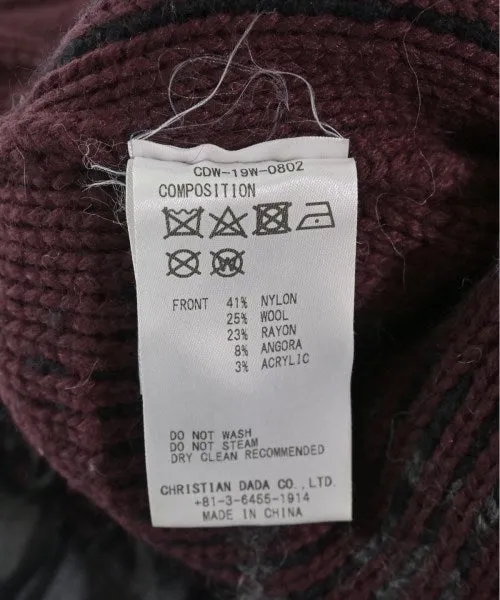 CDW-19W-0802
COMPOSITION
W
FRONT 41% NYLON
25% WOOL
23% RAYON
8% ANGORA
3% ACRYLIC
DO NOT WASH
DO NOT STEAM
DRY CLEAN RECOMMENDED
CHRISTIAN DADA CO.,LTD.
+81-3-6455-1914
MADE IN CHINA